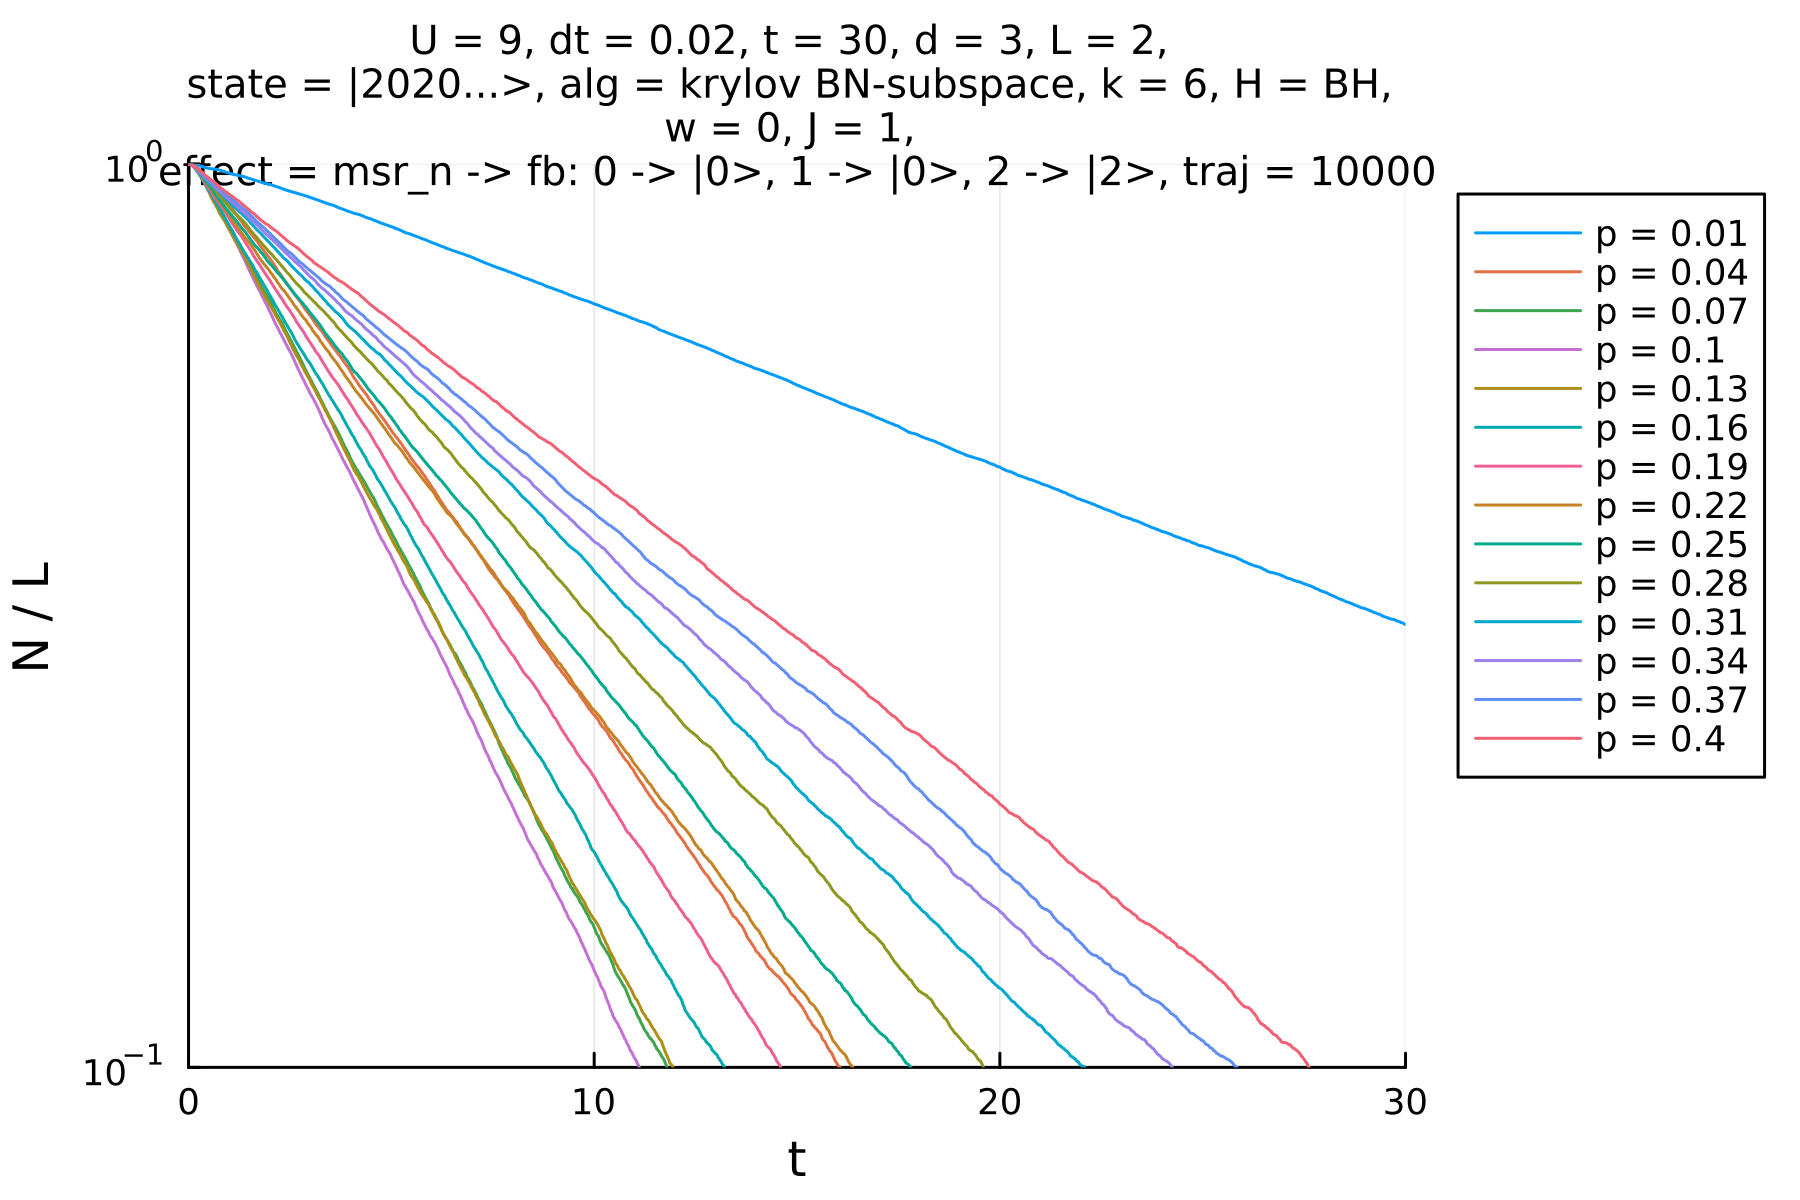 U = 9, dt = 0.02, t = 30, d = 3, L = 2,
state = |2020...>, alg = krylov BN-subspace, k = 6, H = BH,
w = 0, J = 1,
effect = msr_n -> fb: 0 -> |0>, 1 -> |0>, 2 -> |2>, traj = 10000
10⁰
10⁻¹
N / L
0 10 20 30
t
p = 0.01
p = 0.04
p = 0.07
p = 0.1
p = 0.13
p = 0.16
p = 0.19
p = 0.22
p = 0.25
p = 0.28
p = 0.31
p = 0.34
p = 0.37
p = 0.4